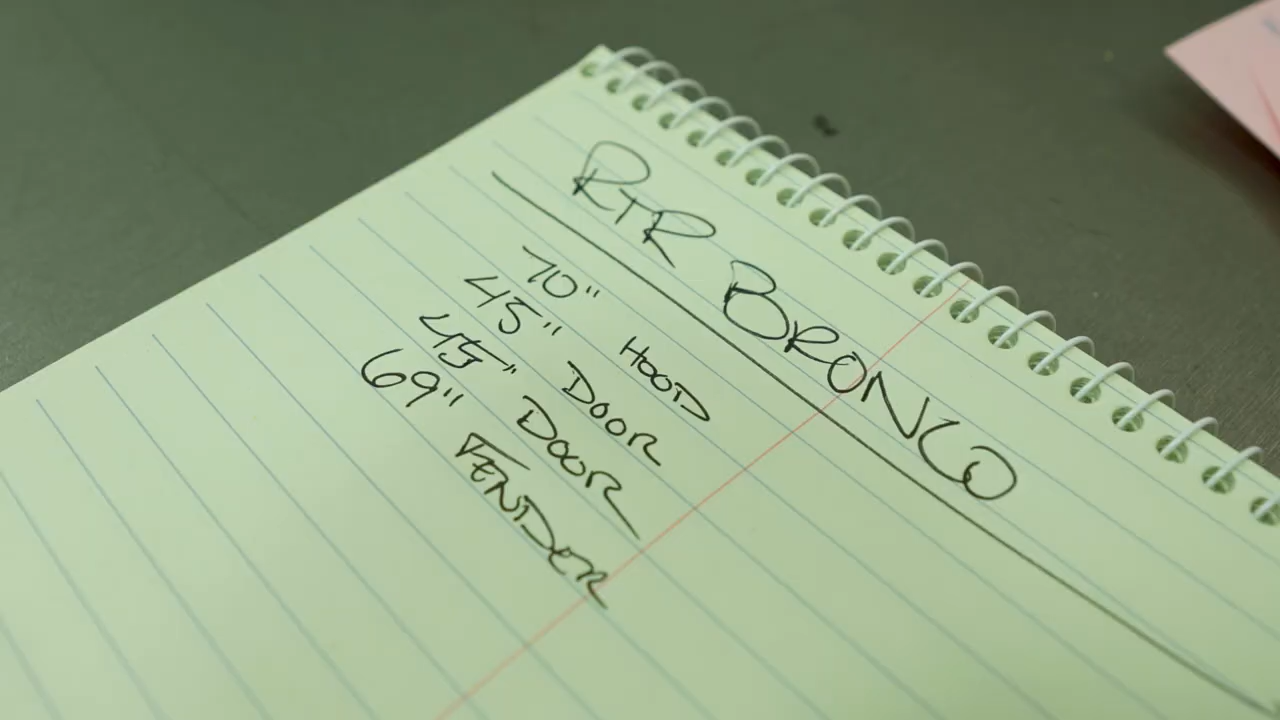 RTR BRONCO
70" HOOD
45" DOOR
45" DOOR
69" FENDER